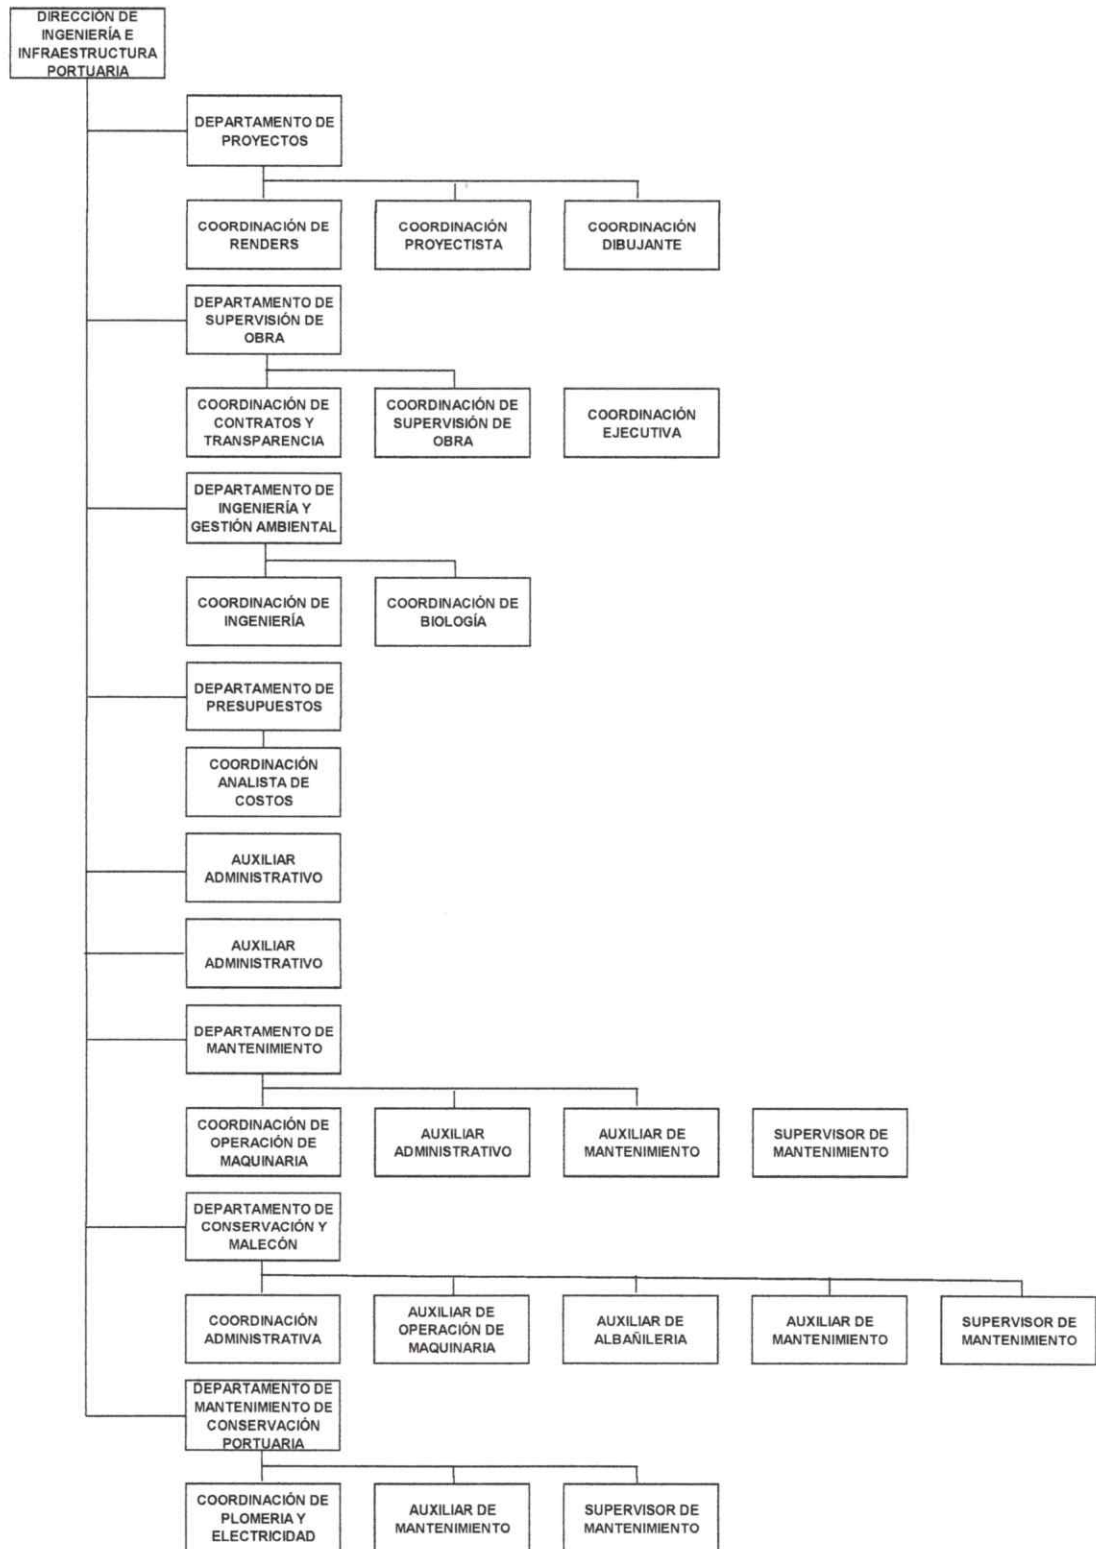 DIRECCIÓN DE
INGENIERÍA E
INFRAESTRUCTURA
PORTUARIA
DEPARTAMENTO DE
PROYECTOS
COORDINACIÓN DE
RENDERS
COORDINACIÓN
PROYECTISTA
COORDINACIÓN
DIBUJANTE
DEPARTAMENTO DE
SUPERVISIÓN DE
OBRA
COORDINACIÓN DE
CONTRATOS Y
TRANSPARENCIA
COORDINACIÓN DE
SUPERVISIÓN DE
OBRA
COORDINACIÓN
EJECUTIVA
DEPARTAMENTO DE
INGENIERÍA Y
GESTIÓN AMBIENTAL
COORDINACIÓN DE
INGENIERÍA
COORDINACIÓN DE
BIOLOGÍA
DEPARTAMENTO DE
PRESUPUESTOS
COORDINACIÓN
ANALISTA DE
COSTOS
AUXILIAR
ADMINISTRATIVO
AUXILIAR
ADMINISTRATIVO
DEPARTAMENTO DE
MANTENIMIENTO
COORDINACIÓN DE
OPERACIÓN DE
MAQUINARIA
AUXILIAR
ADMINISTRATIVO
AUXILIAR DE
MANTENIMIENTO
SUPERVISOR DE
MANTENIMIENTO
DEPARTAMENTO DE
CONSERVACIÓN Y
MALECÓN
COORDINACIÓN
ADMINISTRATIVA
AUXILIAR DE
OPERACIÓN DE
MAQUINARIA
AUXILIAR DE
ALBAÑILERIA
AUXILIAR DE
MANTENIMIENTO
SUPERVISOR DE
MANTENIMIENTO
DEPARTAMENTO DE
MANTENIMIENTO DE
CONSERVACIÓN
PORTUARIA
COORDINACIÓN DE
PLOMERIA Y
ELECTRICIDAD
AUXILIAR DE
MANTENIMIENTO
SUPERVISOR DE
MANTENIMIENTO